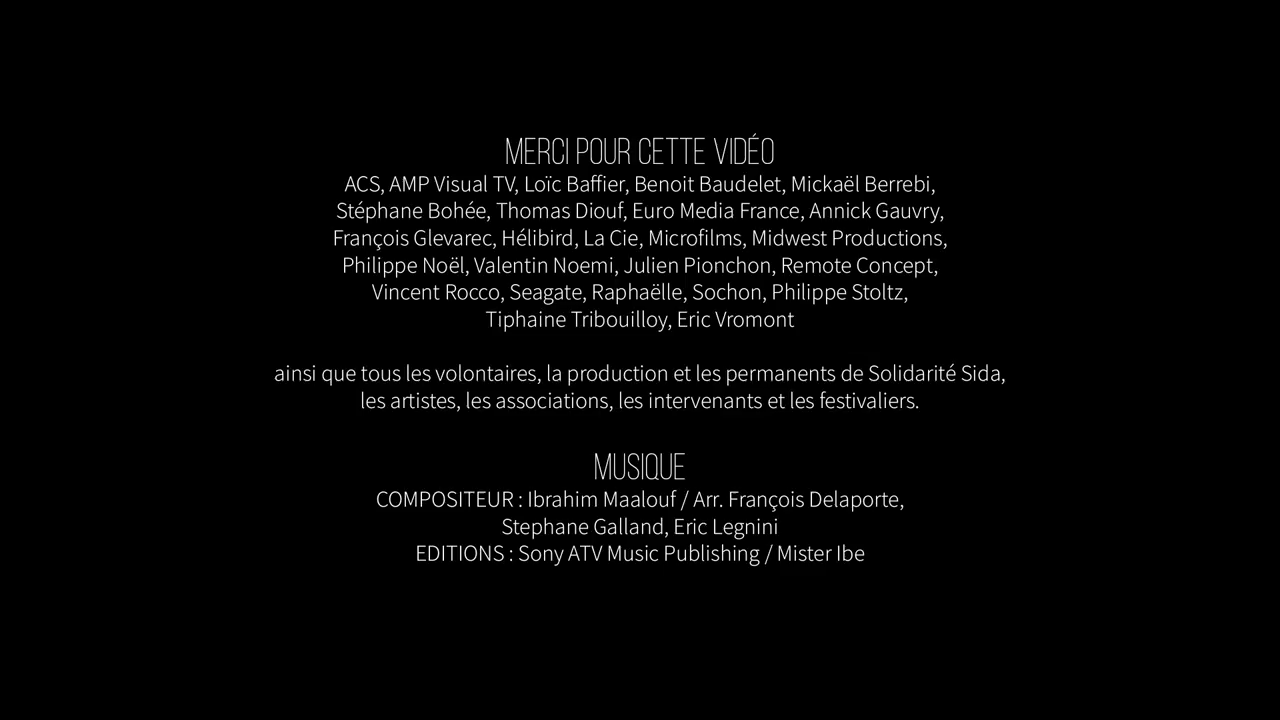 MERCI POUR CETTE VIDÉO
ACS, AMP Visual TV, Loïc Baffier, Benoit Baudelet, Mickaël Berrebi,
Stéphane Bohée, Thomas Diouf, Euro Media France, Annick Gauvry,
François Glevarec, Hélibird, La Cie, Microfilms, Midwest Productions,
Philippe Noël, Valentin Noemi, Julien Pionchon, Remote Concept,
Vincent Rocco, Seagate, Raphaëlle, Sochon, Philippe Stoltz,
Tiphaine Tribouilloy, Eric Vromont
ainsi que tous les volontaires, la production et les permanents de Solidarité Sida,
les artistes, les associations, les intervenants et les festivaliers.
MUSIQUE
COMPOSITEUR : Ibrahim Maalouf / Arr. François Delaporte,
Stephane Galland, Eric Legnini
EDITIONS : Sony ATV Music Publishing / Mister Ibe